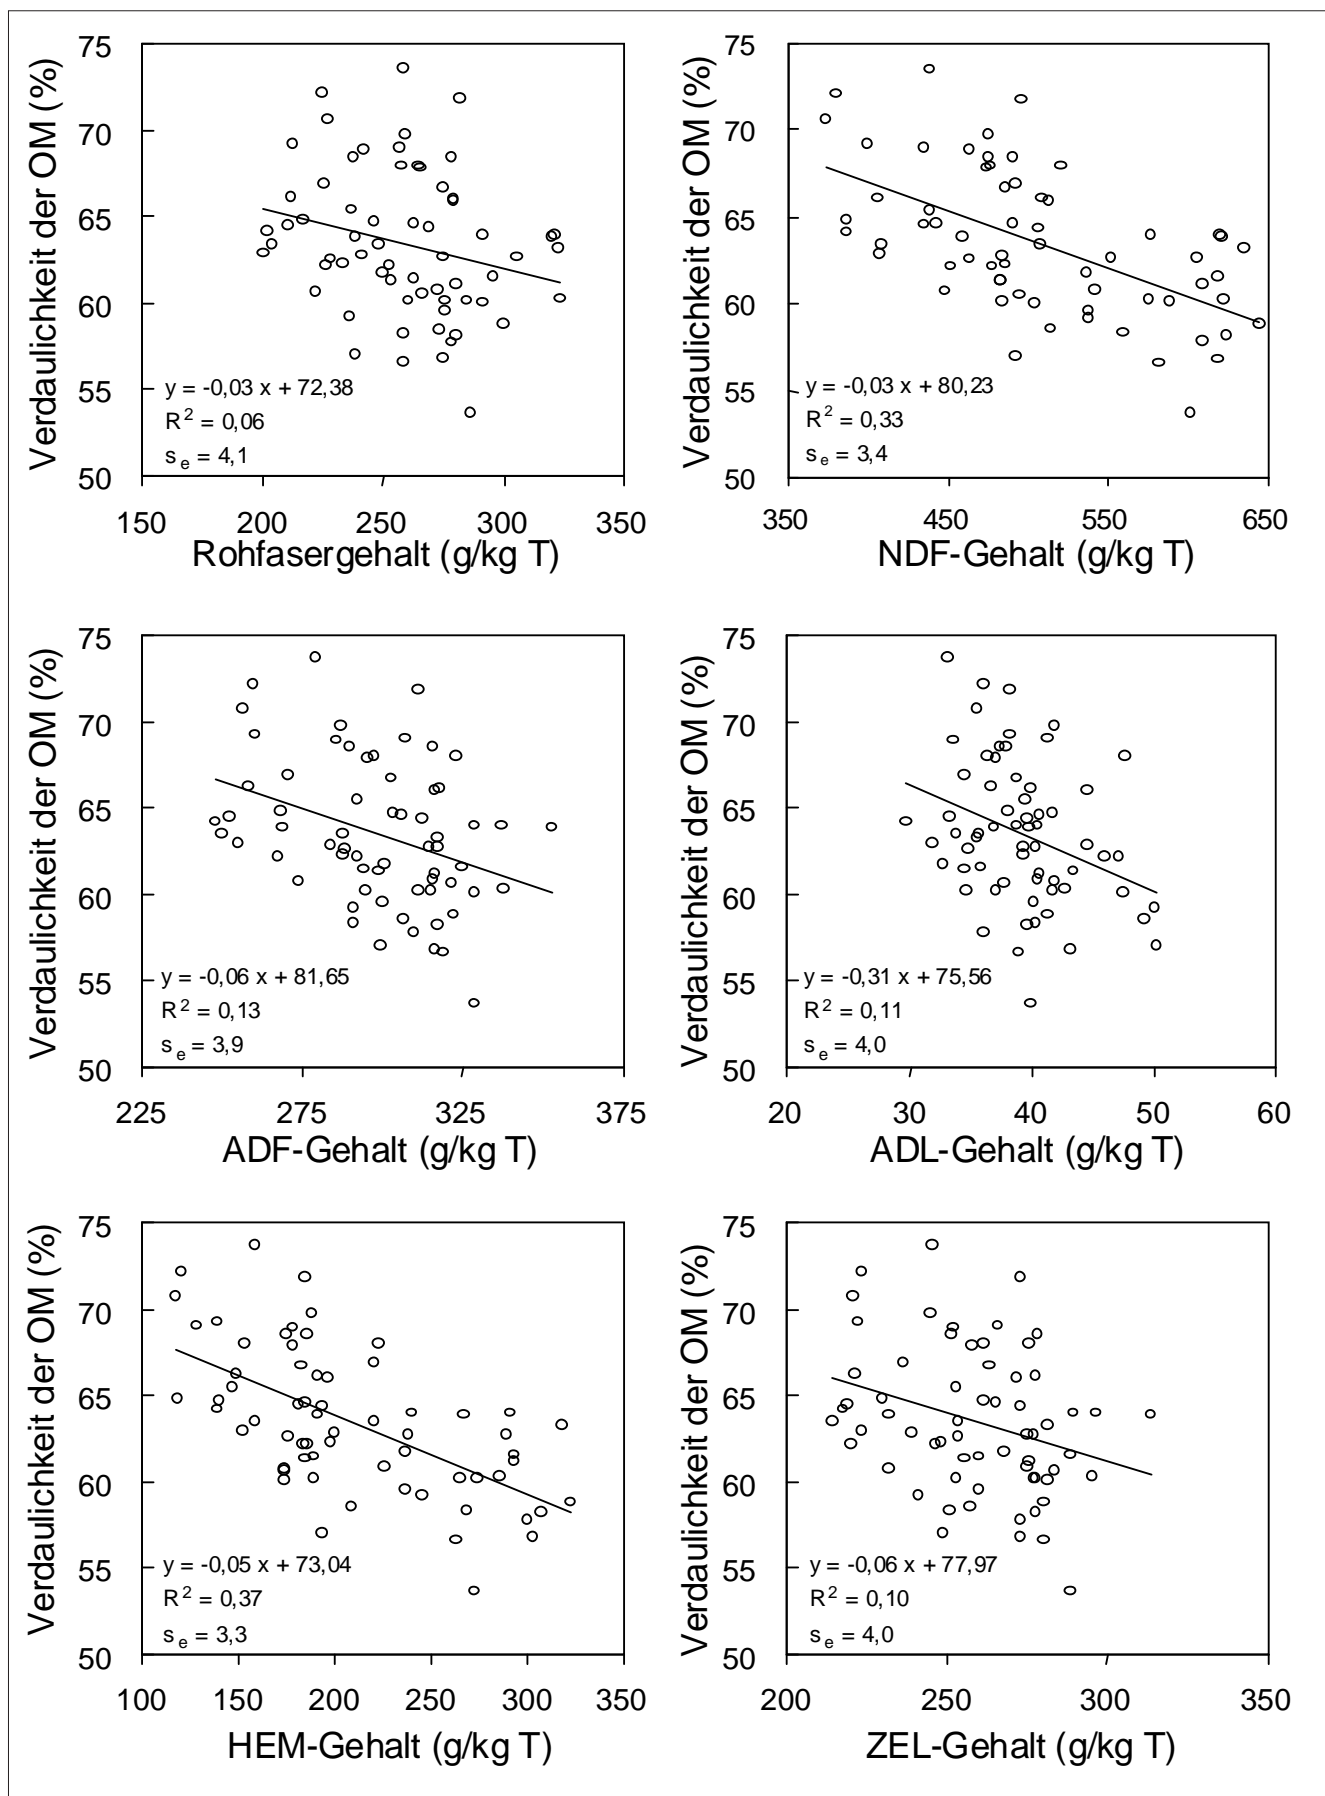 Verdaulichkeit der OM (%)
75
70
65
60
55
50
y = -0,03 x + 72,38
R² = 0,06
s e = 4,1
150 200 250 300 350
Rohfasergehalt (g/kg T)
Verdaulichkeit der OM (%)
75
70
65
60
55
50
y = -0,03 x + 80,23
R² = 0,33
s e = 3,4
350 450 550 650
NDF-Gehalt (g/kg T)
Verdaulichkeit der OM (%)
75
70
65
60
55
50
y = -0,06 x + 81,65
R² = 0,13
s e = 3,9
225 275 325 375
ADF-Gehalt (g/kg T)
Verdaulichkeit der OM (%)
75
70
65
60
55
50
y = -0,31 x + 75,56
R² = 0,11
s e = 4,0
20 30 40 50 60
ADL-Gehalt (g/kg T)
Verdaulichkeit der OM (%)
75
70
65
60
55
50
y = -0,05 x + 73,04
R² = 0,37
s e = 3,3
100 150 200 250 300 350
HEM-Gehalt (g/kg T)
Verdaulichkeit der OM (%)
75
70
65
60
55
50
y = -0,06 x + 77,97
R² = 0,10
s e = 4,0
200 250 300 350
ZEL-Gehalt (g/kg T)